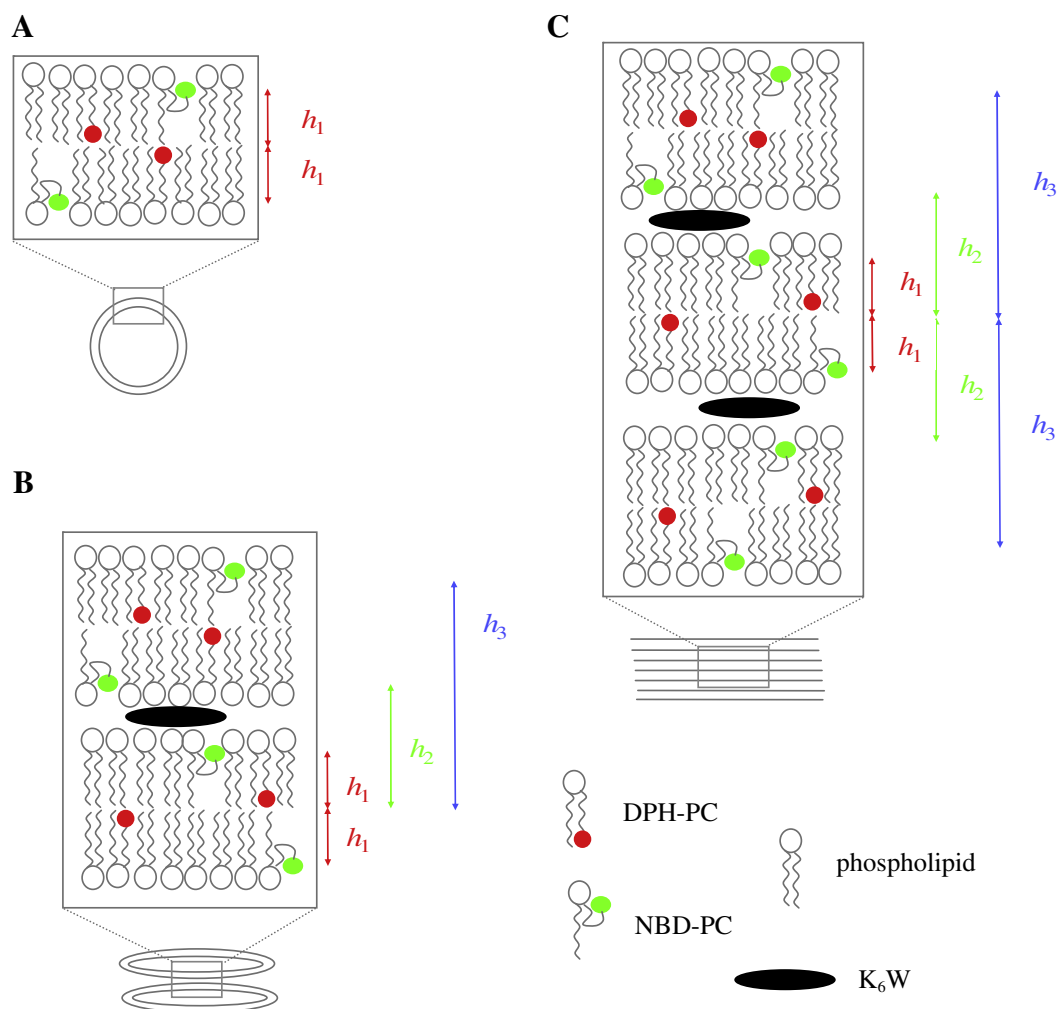 A
h₁
h₁
B
h₃
h₂
h₁
h₁
C
h₃
h₂
h₁
h₁
h₂
h₃
DPH-PC
phospholipid
NBD-PC
K₆W